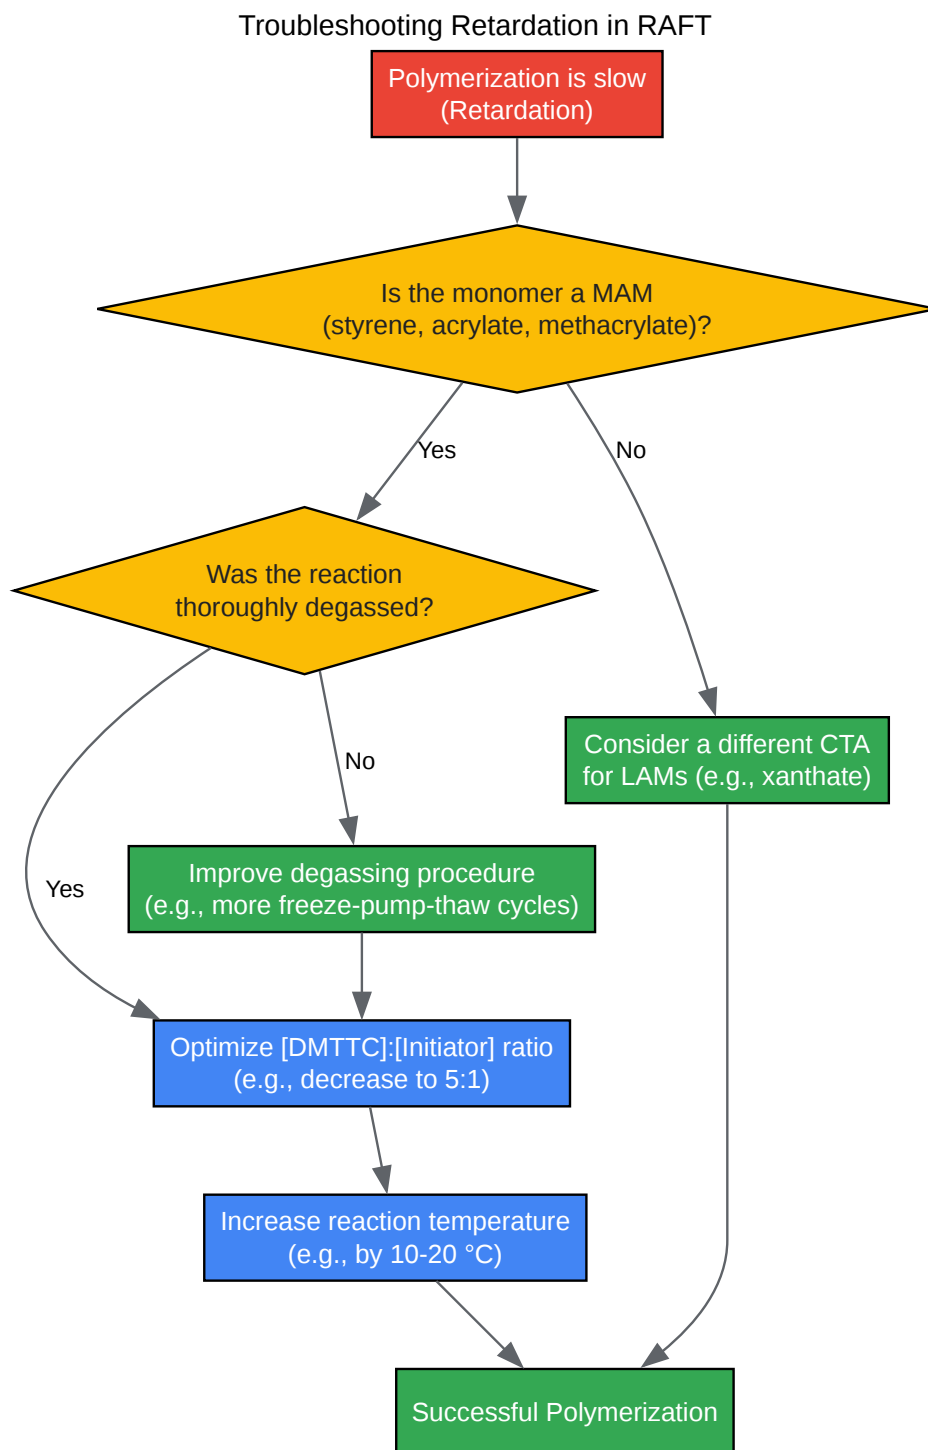 Troubleshooting Retardation in RAFT
Polymerization is slow
(Retardation)
Is the monomer a MAM
(styrene, acrylate, methacrylate)?
Yes
No
Was the reaction
thoroughly degassed?
Consider a different CTA
for LAMs (e.g., xanthate)
No
Yes
Improve degassing procedure
(e.g., more freeze-pump-thaw cycles)
Optimize [DMTTC]:[Initiator] ratio
(e.g., decrease to 5:1)
Increase reaction temperature
(e.g., by 10-20 °C)
Successful Polymerization